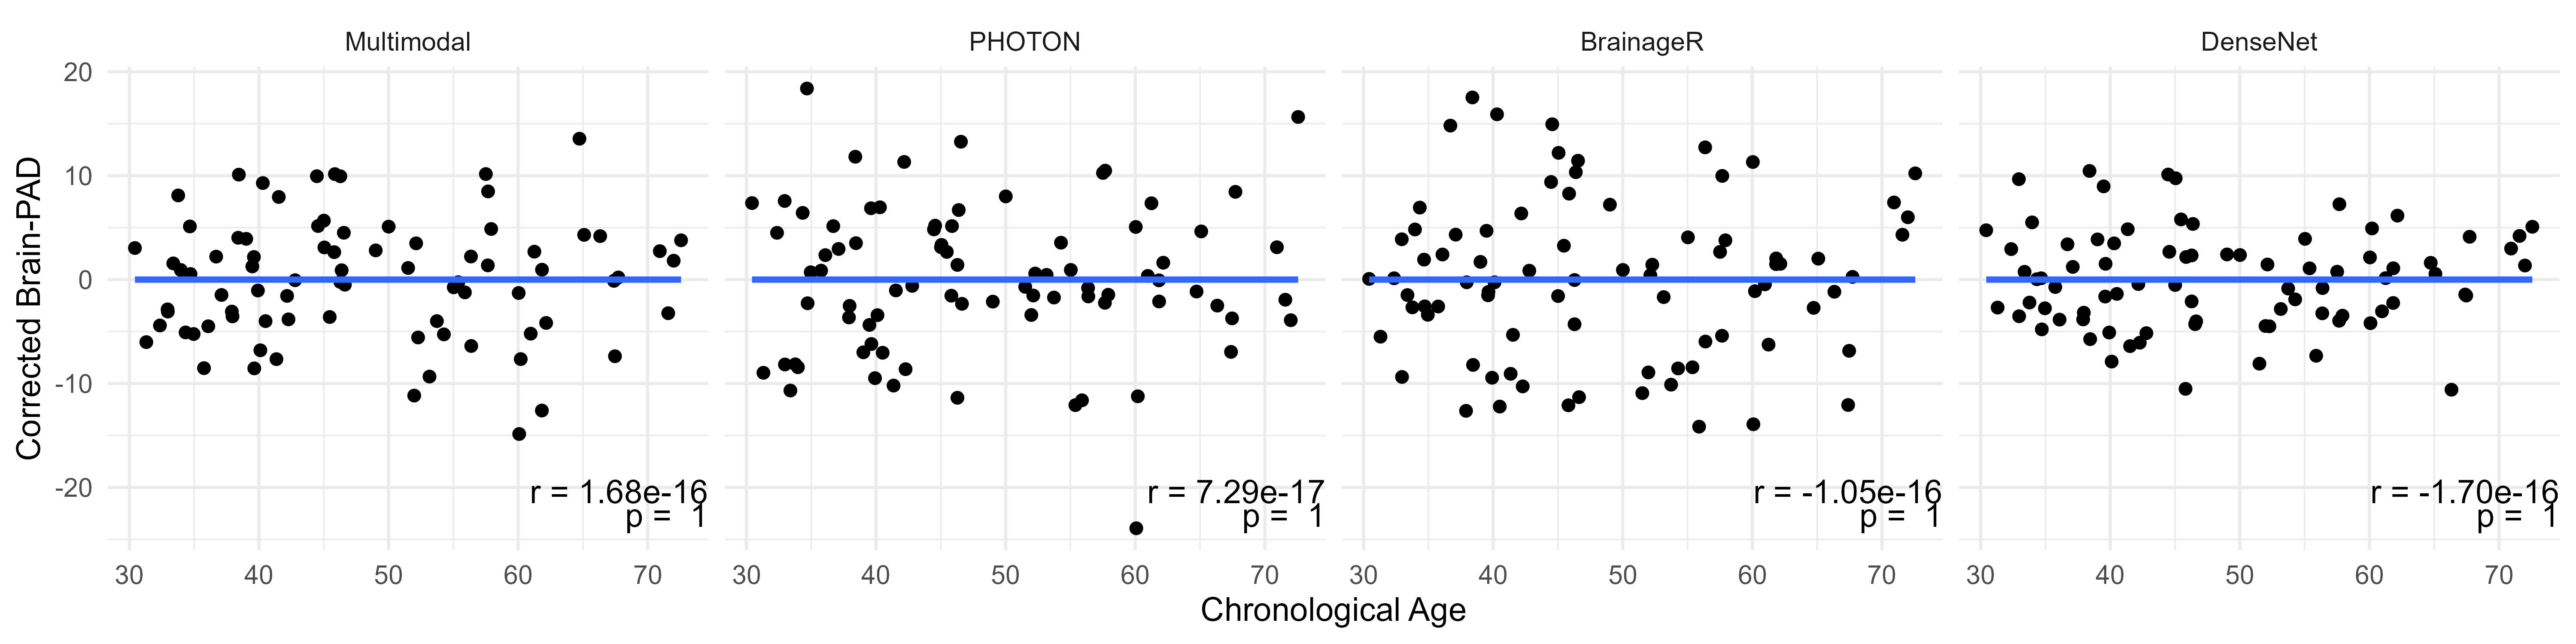 Multimodal PHOTON BrainageR DenseNet
20
10
0
-10
-20
r = 1.68e-16 r = 7.29e-17 r = -1.05e-16 r = -1.70e-16
p = 1 p = 1 p = 1 p = 1
30 40 50 60 70 30 40 50 60 70 30 40 50 60 70 30 40 50 60 70
Chronological Age
Corrected Brain-PAD